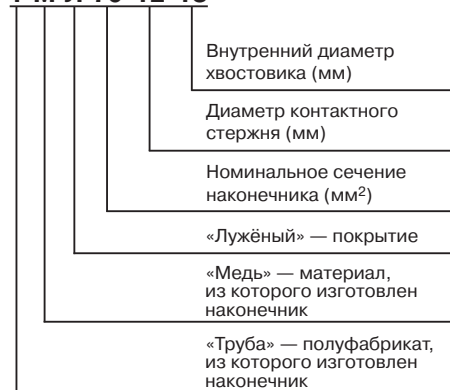 Внутренний диаметр
хвостовика (мм)
Диаметр контактного
стержня (мм)
Номинальное сечение
наконечника (мм²)
«Лужёный» — покрытие
«Медь» — материал,
из которого изготовлен
наконечник
«Труба» — полуфабрикат,
из которого изготовлен
наконечник